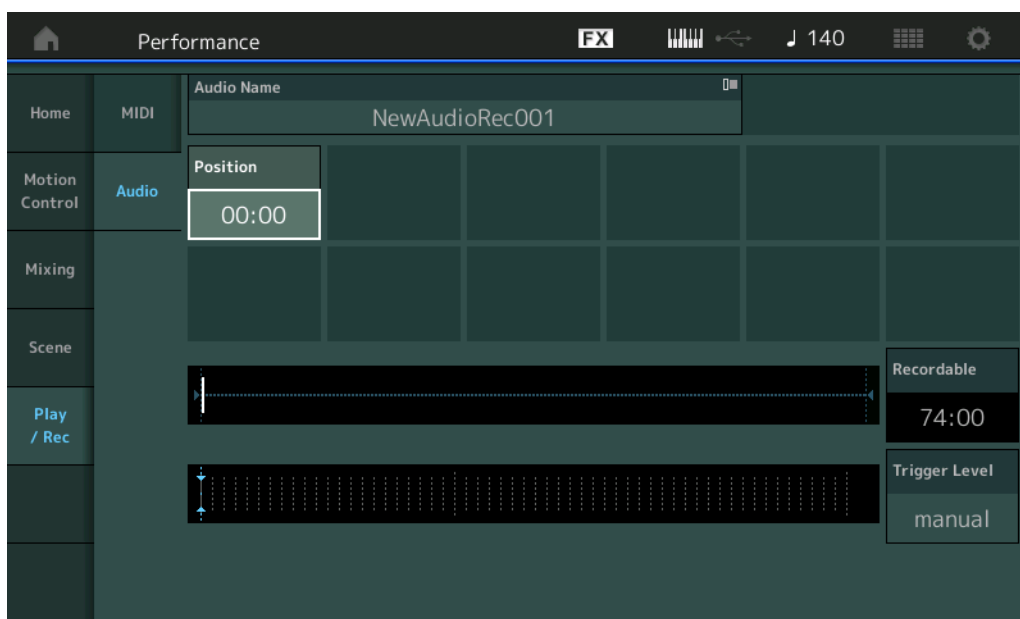 Performance
FX
♩ 140
Home
MIDI
Audio Name
NewAudioRec001
Motion
Control
Audio
Position
00:00
Mixing
Scene
Play
/ Rec
Recordable
74:00
Trigger Level
manual